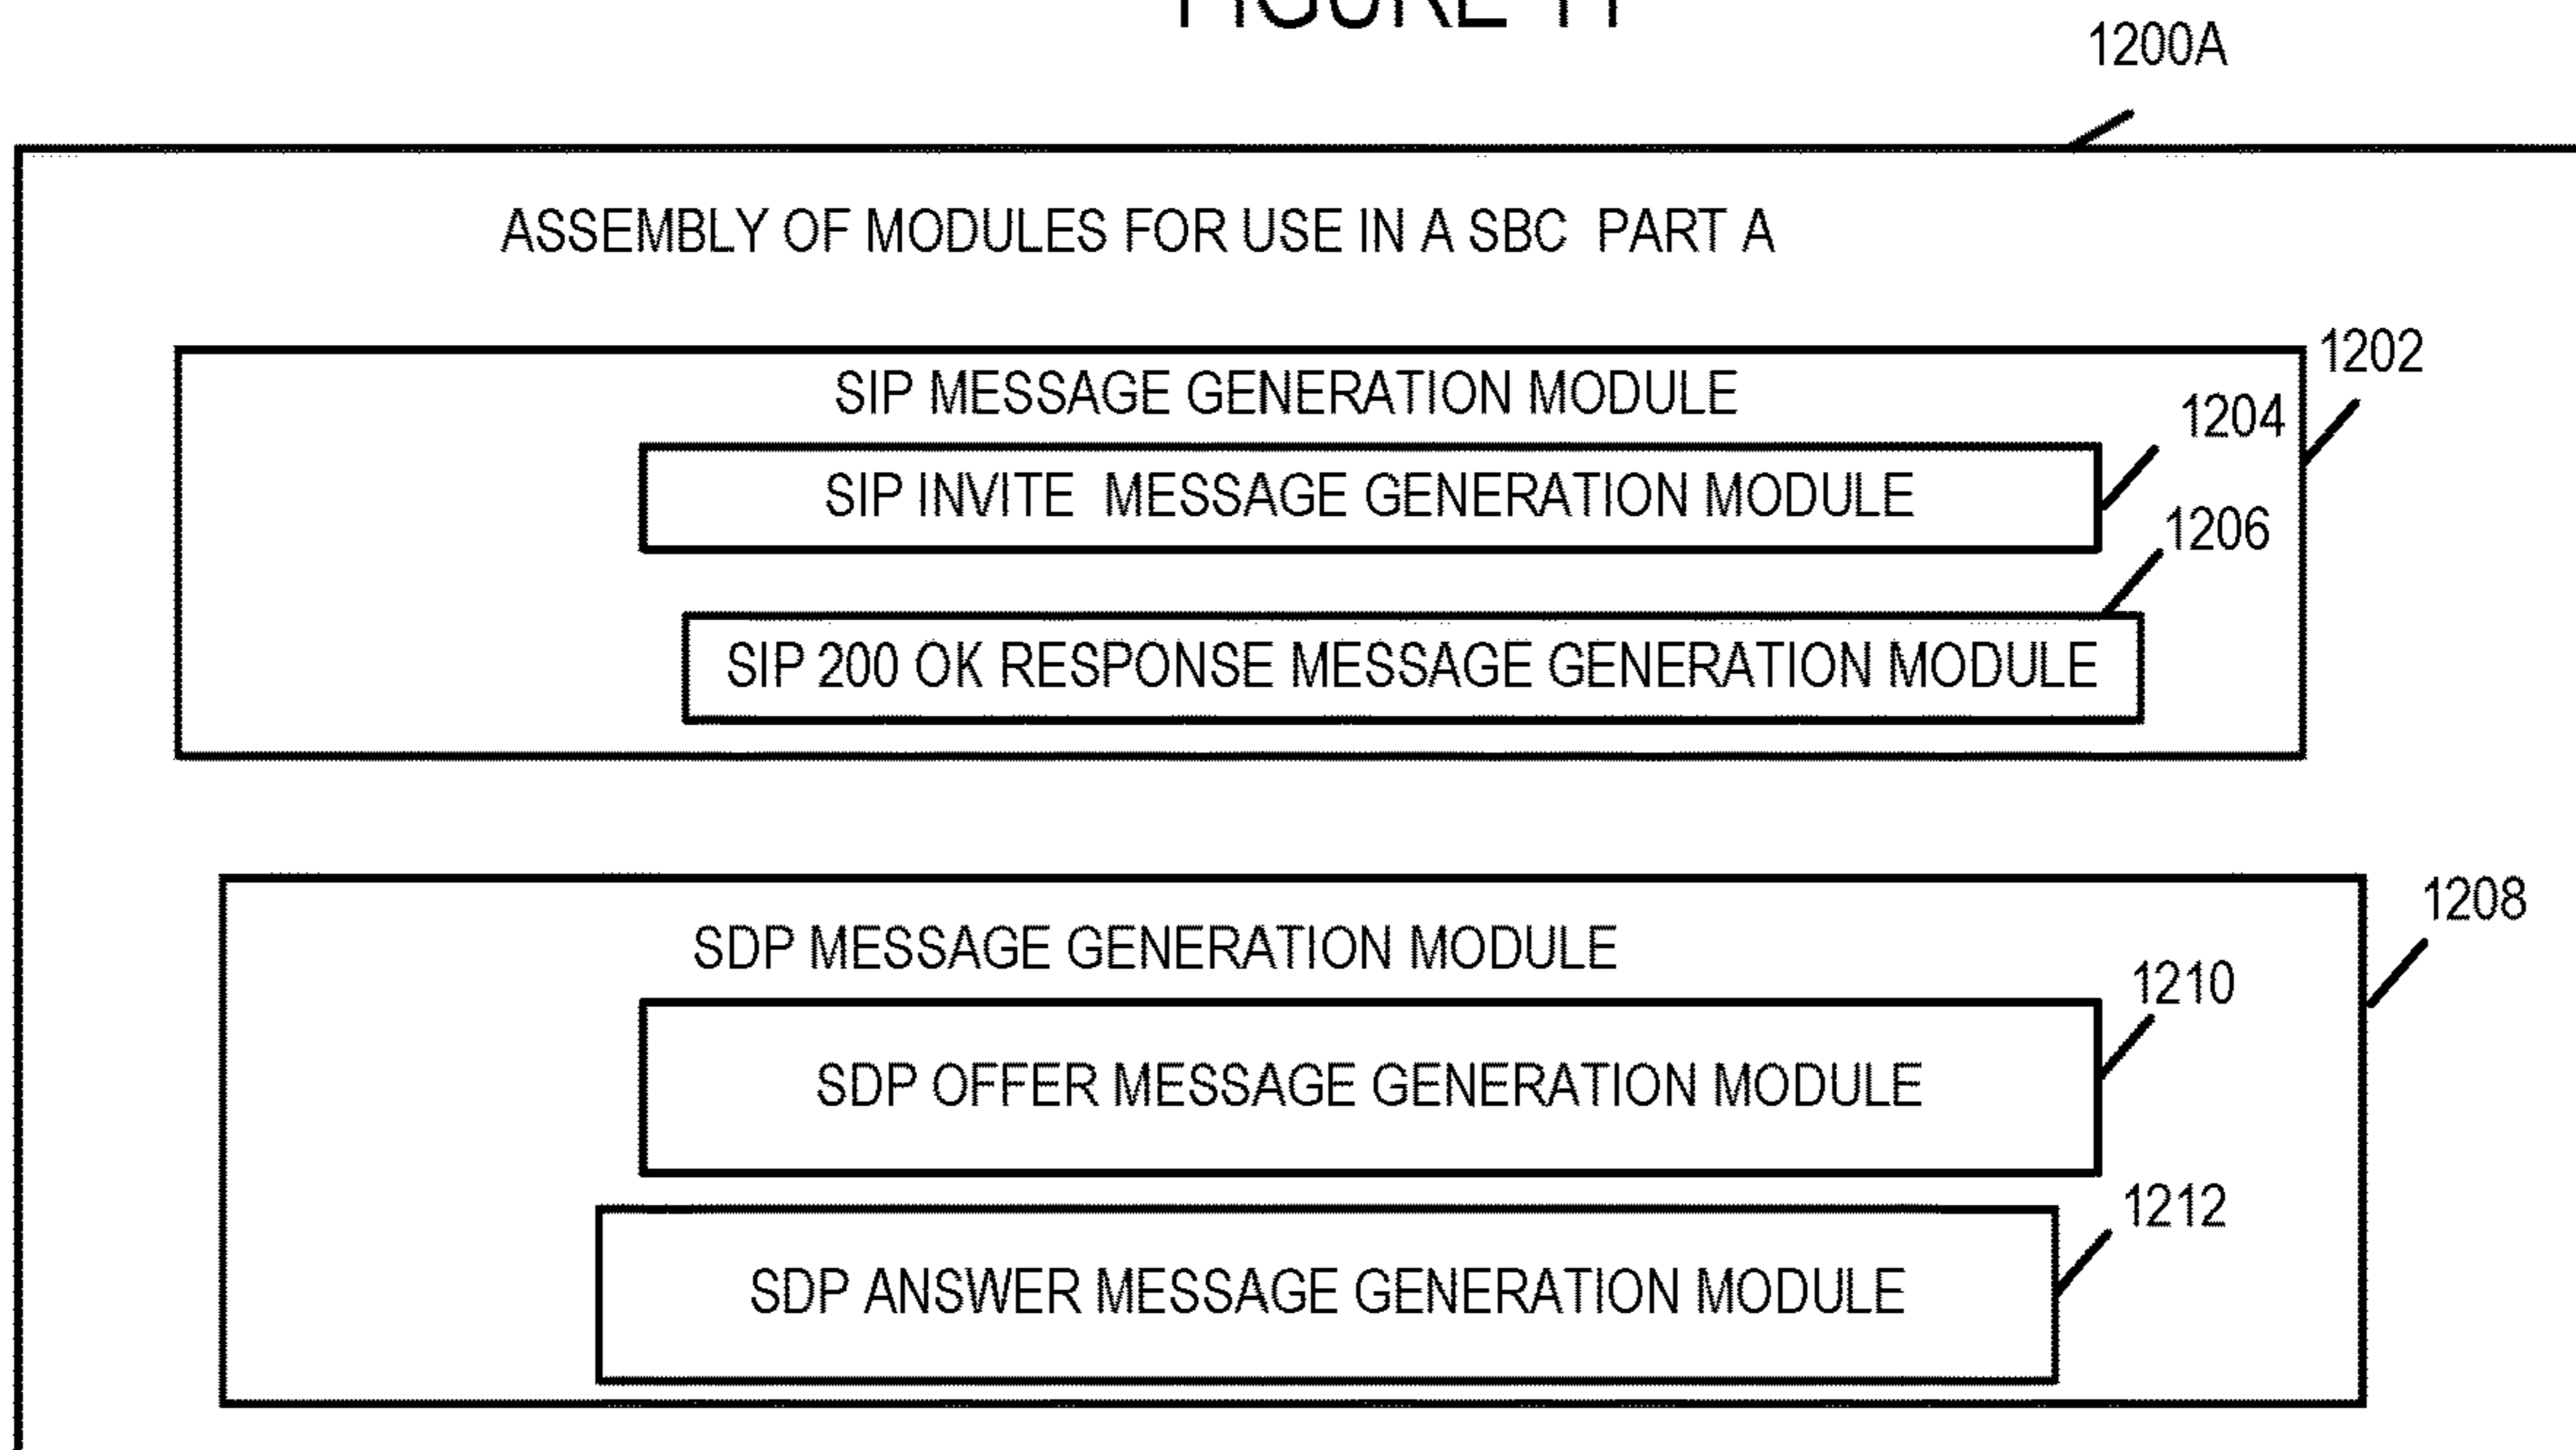 FIGURE 11
1200A
ASSEMBLY OF MODULES FOR USE IN A SBC PART A
1202
SIP MESSAGE GENERATION MODULE
1204
SIP INVITE MESSAGE GENERATION MODULE
1206
SIP 200 OK RESPONSE MESSAGE GENERATION MODULE
1208
SDP MESSAGE GENERATION MODULE
1210
SDP OFFER MESSAGE GENERATION MODULE
1212
SDP ANSWER MESSAGE GENERATION MODULE